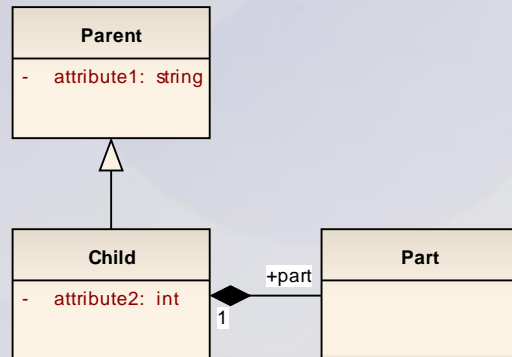 Parent
- attribute1: string
Child
- attribute2: int
+part
1
Part